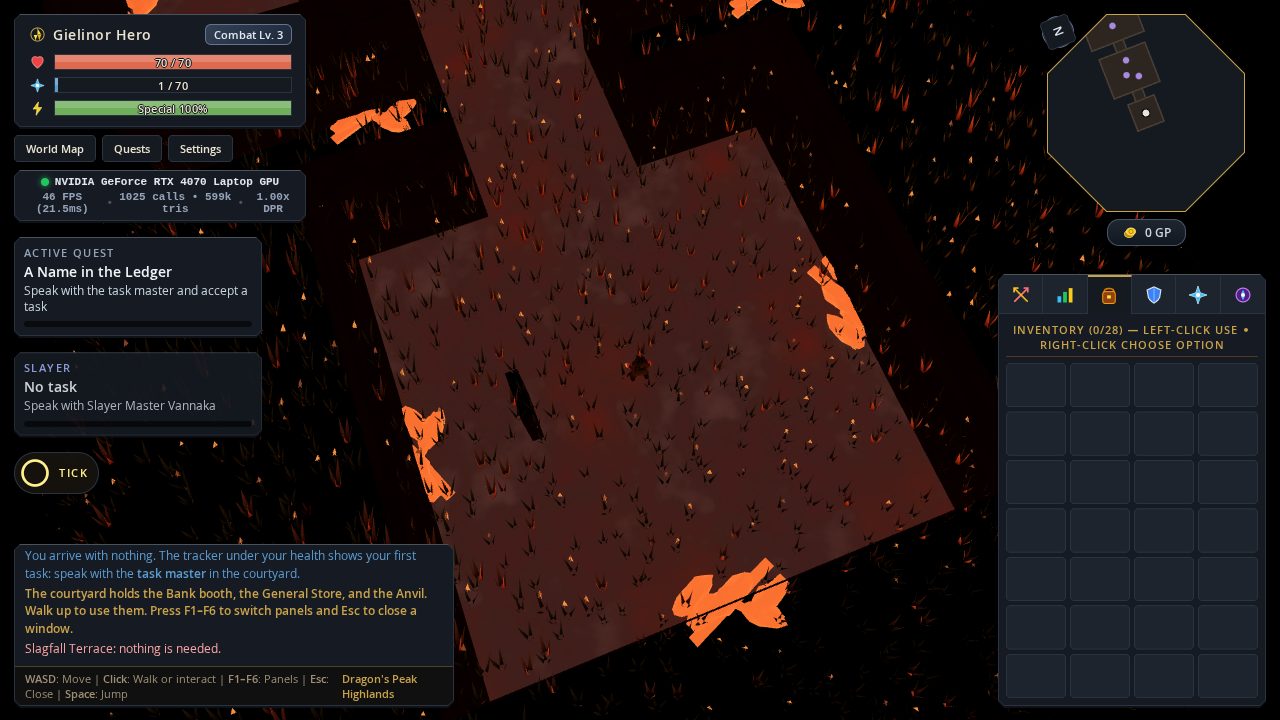 Gielinor Hero
Combat Lv. 3
70 / 70
1 / 70
Special 100%
World Map
Quests
Settings
NVIDIA GeForce RTX 4070 Laptop GPU
46 FPS (21.5ms) • 1025 calls • 599k tris • 1.00x DPR
ACTIVE QUEST
A Name in the Ledger
Speak with the task master and accept a
task
SLAYER
No task
Speak with Slayer Master Vannaka
TICK
You arrive with nothing. The tracker under your health shows your first
task: speak with the task master in the courtyard.
The courtyard holds the Bank booth, the General Store, and the Anvil.
Walk up to use them. Press F1–F6 to switch panels and Esc to close a
window.
Slagfall Terrace: nothing is needed.
WASD: Move | Click: Walk or interact | F1–F6: Panels | Esc:
Close | Space: Jump
Dragon's Peak
Highlands
N
0 GP
INVENTORY (0/28) — LEFT-CLICK USE •
RIGHT-CLICK CHOOSE OPTION